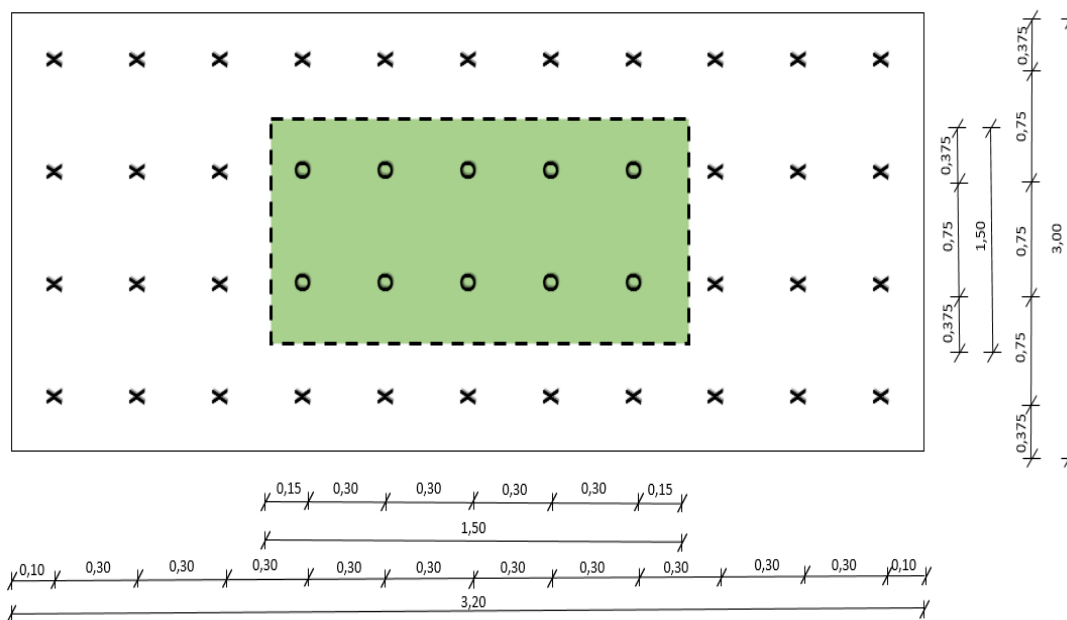 X X X X X X X X X X X
X X X O O O O O X X X
X X X O O O O O X X X
X X X X X X X X X X X
0,375
0,75
0,375
1,50
0,375
0,75
0,75
0,75
0,375
3,00
0,15 0,30 0,30 0,30 0,30 0,15
1,50
0,10 0,30 0,30 0,30 0,30 0,30 0,30 0,30 0,30 0,30 0,30 0,10
3,20